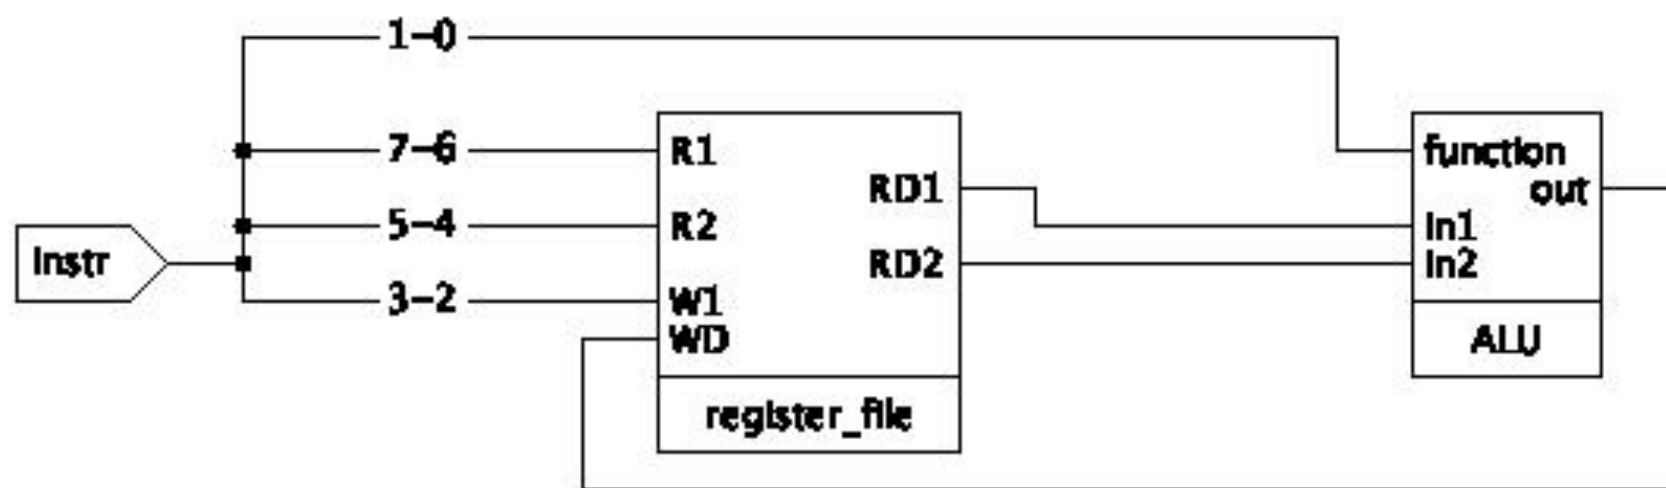 1-0
7-6
R1
function
RD1
out
5-4
R2
In1
Instr
RD2
In2
3-2
W1
WD
ALU
register_file